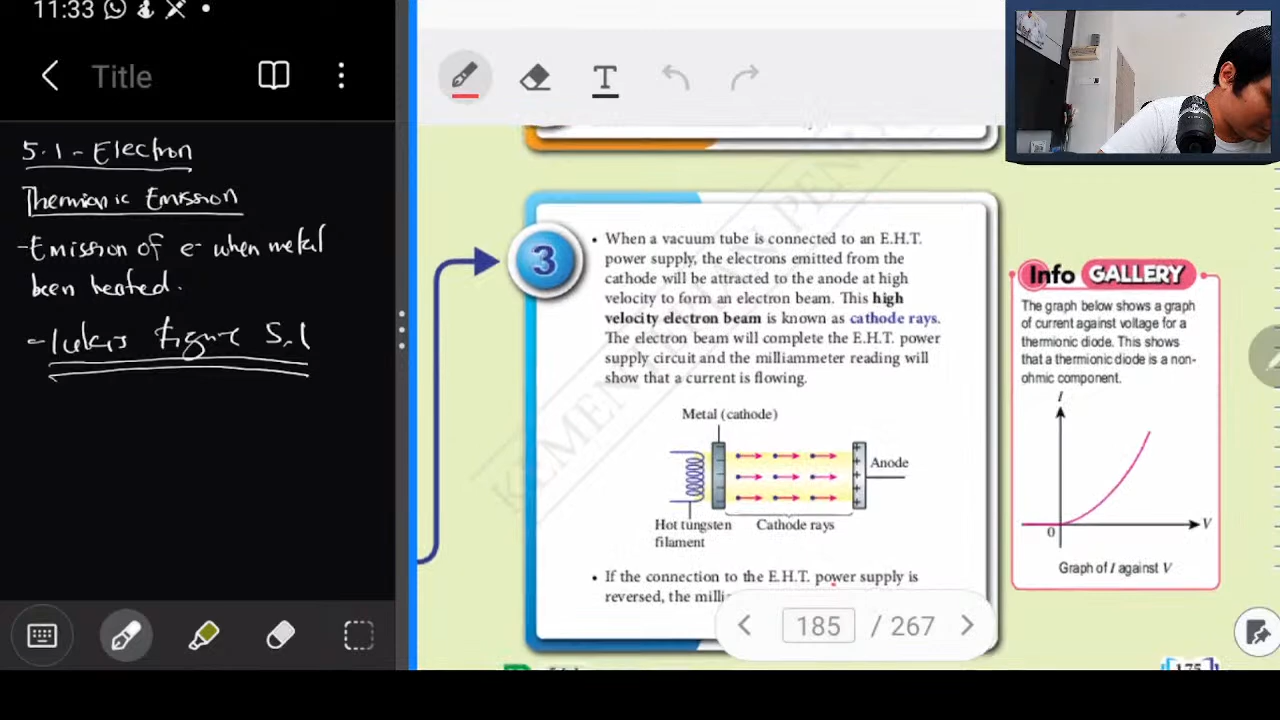 11:33
Title
5.1 - Electron
Thermionic Emission
- Emission of e- when metal
been heated.
- figure 5.1
T
3
• When a vacuum tube is connected to an E.H.T.
power supply, the electrons emitted from the
cathode will be attracted to the anode at high
velocity to form an electron beam. This high
velocity electron beam is known as cathode rays.
The electron beam will complete the E.H.T. power
supply circuit and the milliammeter reading will
show that a current is flowing.
Metal (cathode)
Anode
Hot tungsten
filament
Cathode rays
• If the connection to the E.H.T. power supply is
reversed, the milli
185 / 267
Info GALLERY
The graph below shows a graph
of current against voltage for a
thermionic diode. This shows
that a thermionic diode is a non-
ohmic component.
I
0
V
Graph of I against V
175